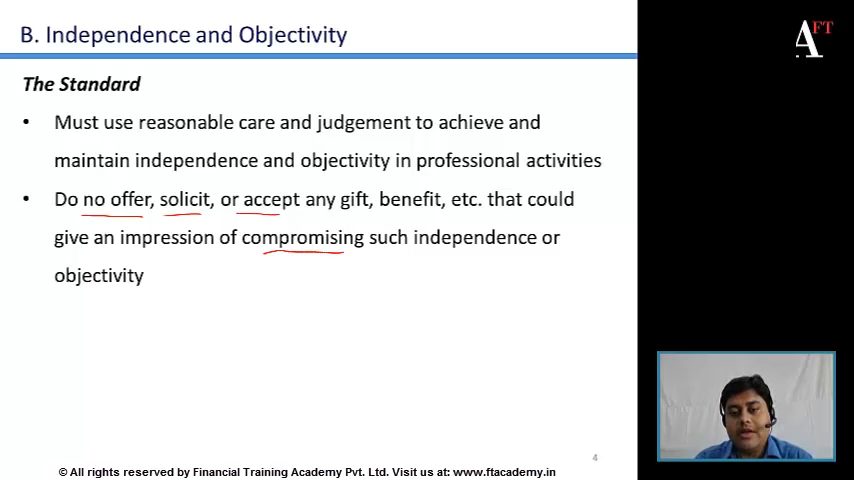 B. Independence and Objectivity
AFT
The Standard
• Must use reasonable care and judgement to achieve and
maintain independence and objectivity in professional activities
• Do no offer, solicit, or accept any gift, benefit, etc. that could
give an impression of compromising such independence or
objectivity
4
© All rights reserved by Financial Training Academy Pvt. Ltd. Visit us at: www.ftacademy.in